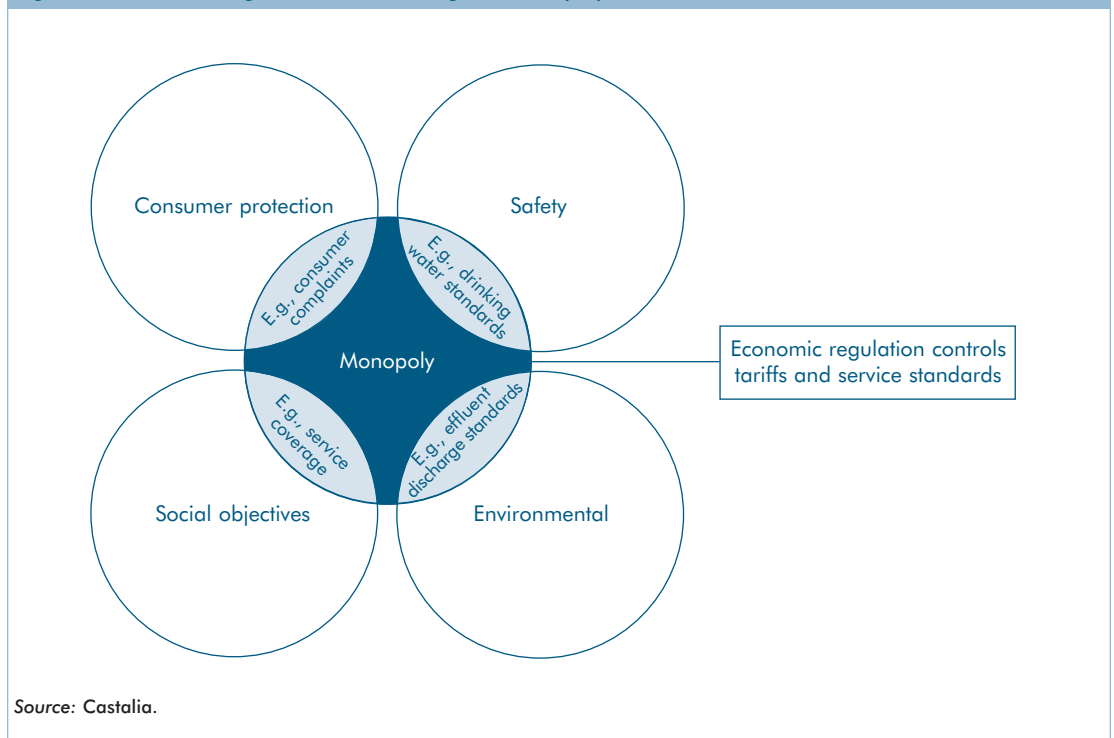 Consumer protection
Safety
E.g., consumer
complaints
E.g., drinking
water standards
Monopoly
Economic regulation controls
tariffs and service standards
E.g., service
coverage
E.g., effluent
discharge standards
Social objectives
Environmental
Source: Castalia.